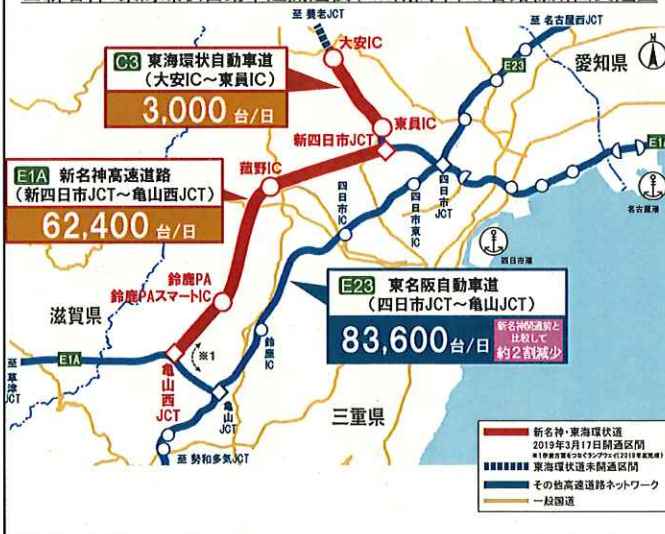 至 養老JCT
至 名古屋西JCT
大安IC
E23
愛知県
N
C3 東海環状自動車道
(大安IC～東員IC)
3,000 台/日
東員IC
新四日市JCT
E1A
菰野IC
E1A 新名神高速道路
(新四日市JCT～亀山西JCT)
62,400 台/日
四日市JCT
四日市東IC
四日市IC
名古屋港
四日市港
鈴鹿PA
鈴鹿PAスマートIC
E23 東名阪自動車道
(四日市JCT～亀山JCT)
83,600台/日
新名神開通前と
比較して
約2割減少
滋賀県
鈴鹿IC
※1
至 草津JCT
E1A
亀山西JCT
亀山JCT
三重県
至 勢和多気JCT
新名神・東海環状道
2019年3月17日開通区間
東海環状道未開通区間
その他高速道路ネットワーク
一般国道